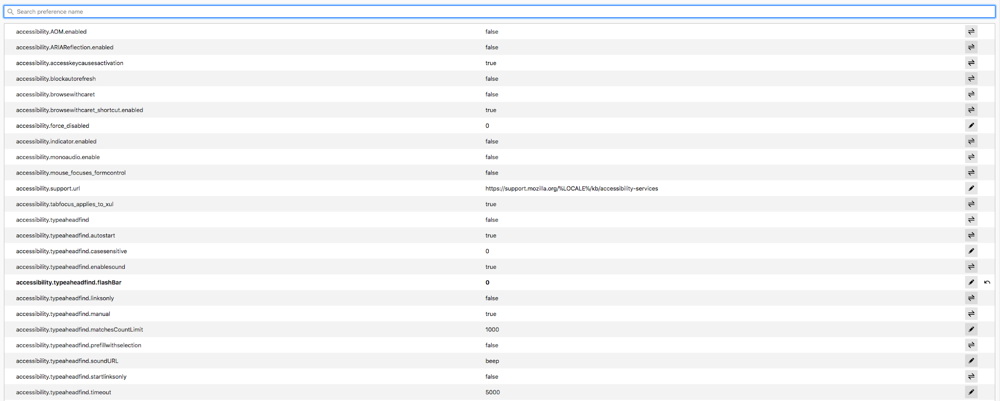 Search preference name
accessibility.AOM.enabled false
accessibility.ARIAReflection.enabled false
accessibility.accesskeycausesactivation true
accessibility.blockautorefresh false
accessibility.browsewithcaret false
accessibility.browsewithcaret_shortcut.enabled true
accessibility.force_disabled 0
accessibility.indicator.enabled false
accessibility.monoaudio.enable false
accessibility.mouse_focuses_formcontrol false
accessibility.support.url https://support.mozilla.org/%LOCALE%/kb/accessibility-services
accessibility.tabfocus_applies_to_xul true
accessibility.typeaheadfind false
accessibility.typeaheadfind.autostart true
accessibility.typeaheadfind.casesensitive 0
accessibility.typeaheadfind.enablesound true
accessibility.typeaheadfind.flashBar 0
accessibility.typeaheadfind.linksonly false
accessibility.typeaheadfind.manual true
accessibility.typeaheadfind.matchesCountLimit 1000
accessibility.typeaheadfind.prefillwithselection false
accessibility.typeaheadfind.soundURL beep
accessibility.typeaheadfind.startlinksonly false
accessibility.typeaheadfind.timeout 5000